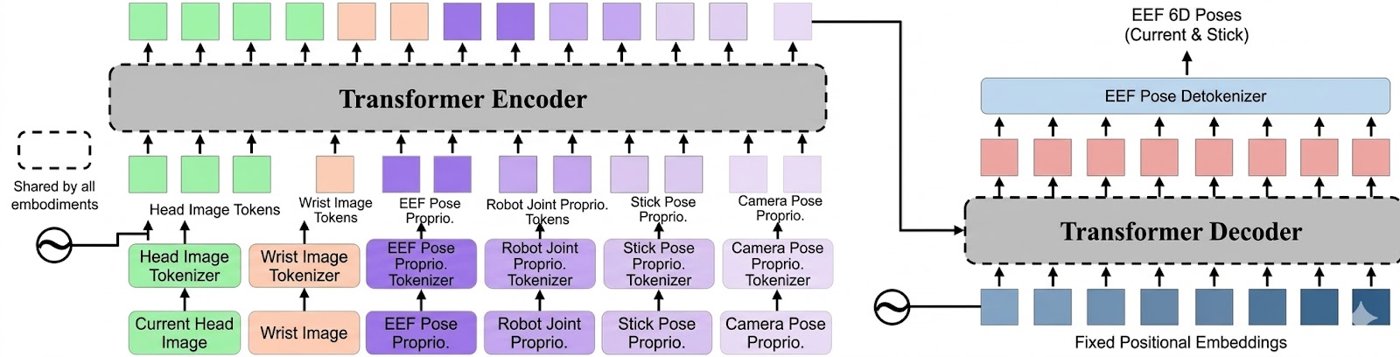 EEF 6D Poses
(Current & Stick)
EEF Pose Detokenizer
Transformer Encoder
Shared by all
embodiments
Head Image Tokens
Wrist Image
Tokens
EEF Pose
Proprio.
Robot Joint Proprio.
Tokens
Stick Pose
Proprio.
Camera Pose
Proprio.
Transformer Decoder
Head Image
Tokenizer
Wrist Image
Tokenizer
EEF Pose
Proprio.
Tokenizer
Robot Joint
Proprio.
Tokenizer
Stick Pose
Proprio.
Tokenizer
Camera Pose
Proprio.
Tokenizer
Current Head
Image
Wrist Image
EEF Pose
Proprio.
Robot Joint
Proprio.
Stick Pose
Proprio.
Camera Pose
Proprio.
Fixed Positional Embeddings